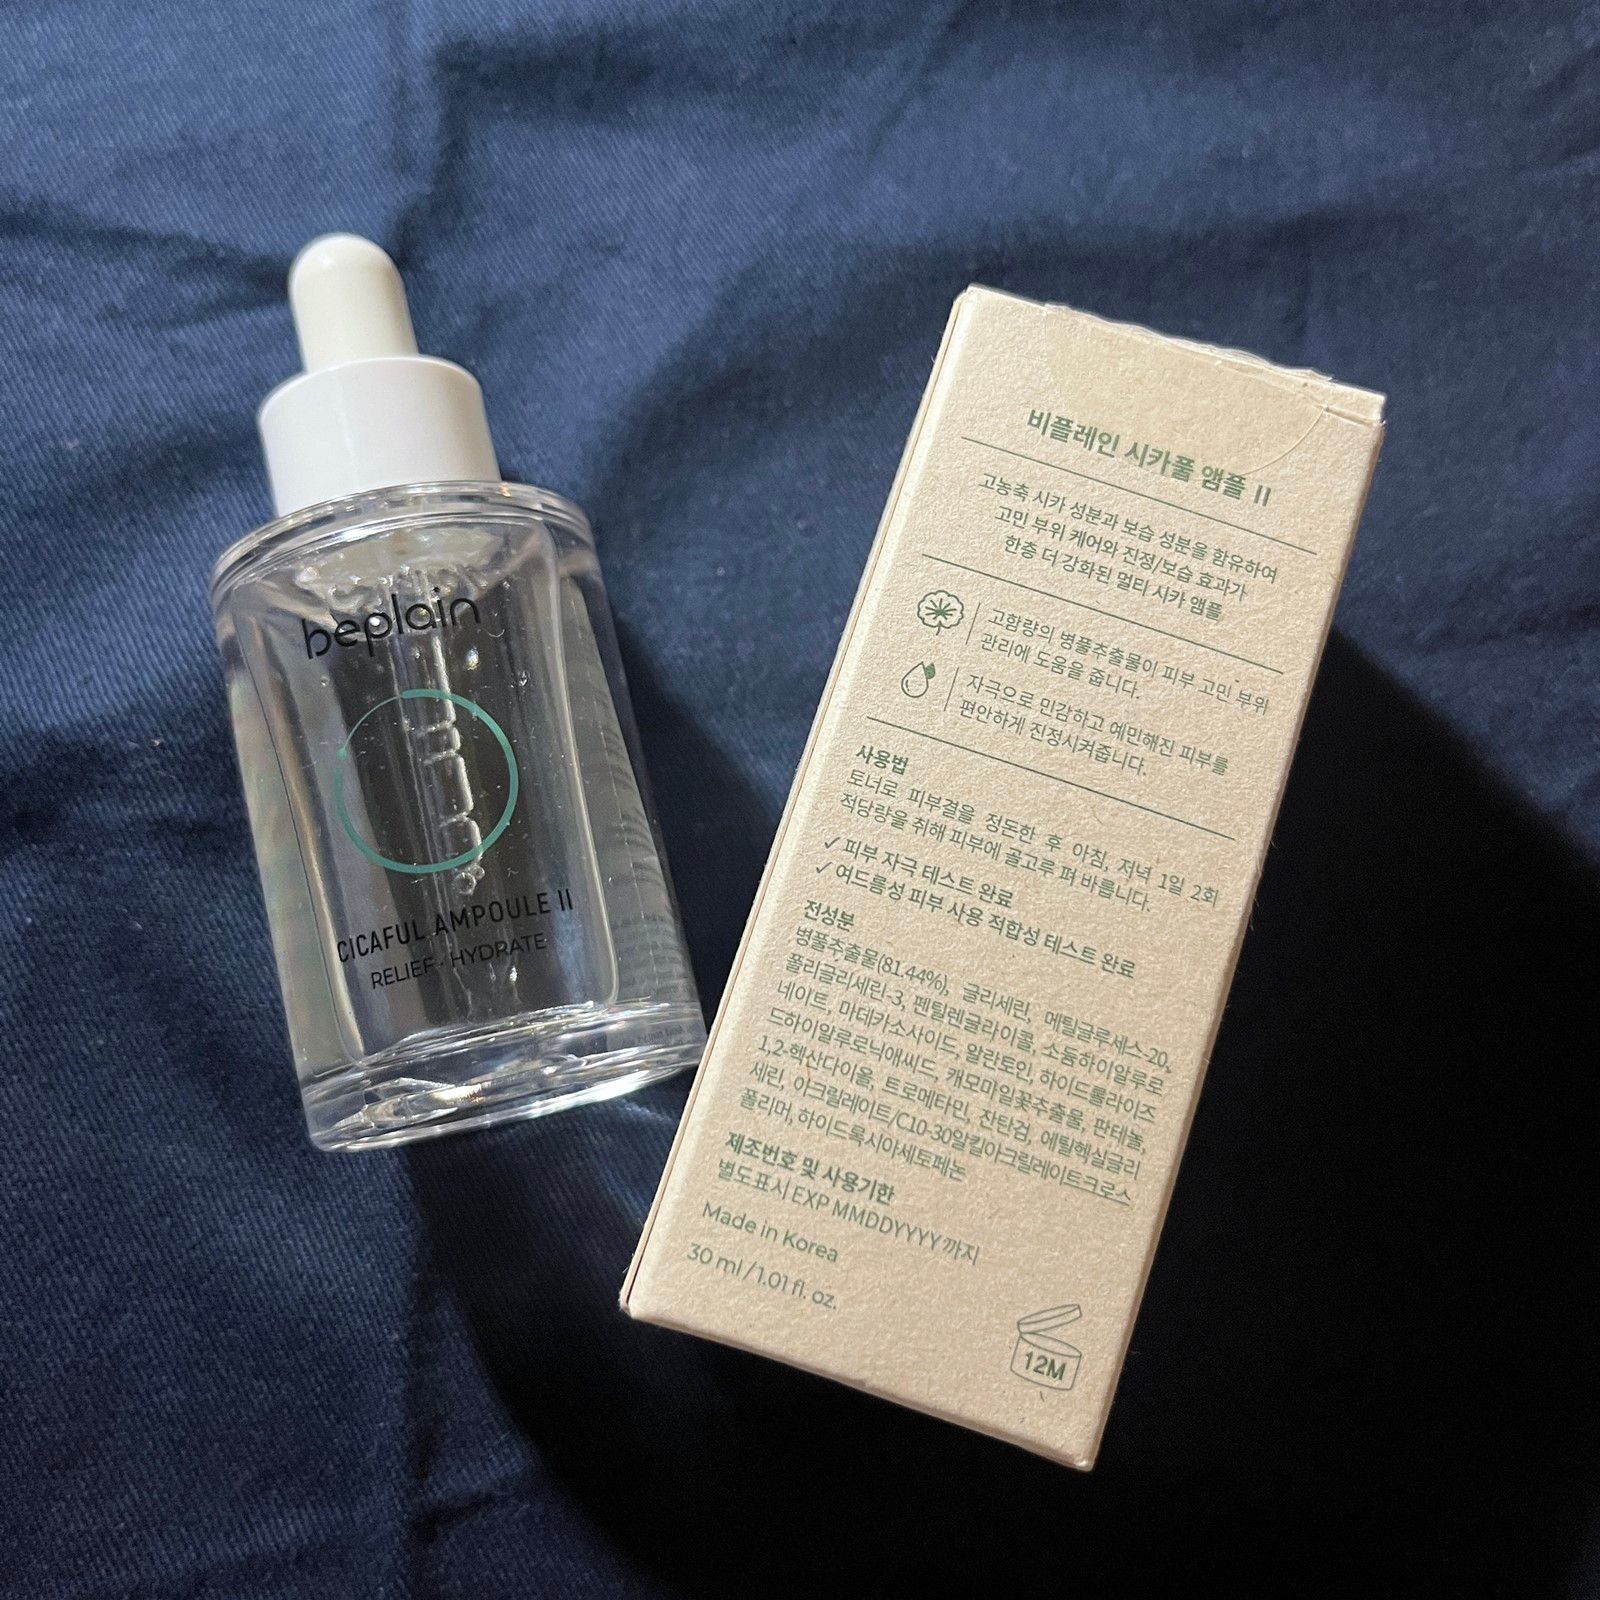 beplain
CICAFUL AMPOULE II
RELIEF · HYDRATE
비플레인 시카풀 앰플 II
고농축 시카 성분과 보습 성분을 함유하여
고민 부위 케어와 진정/보습 효과가
한층 더 강화된 멀티 시카 앰플
고함량의 병풀추출물이 피부 고민 부위
관리에 도움을 줍니다.
자극으로 민감하고 예민해진 피부를
편안하게 진정시켜줍니다.
사용법
토너로 피부결을 정돈한 후 아침, 저녁 1일 2회
적당량을 취해 피부에 골고루 펴 바릅니다.
✓ 피부 자극 테스트 완료
✓ 여드름성 피부 사용 적합성 테스트 완료
전성분
병풀추출물(81.44%), 글리세린, 메틸글루세스-20,
폴리글리세린-3, 펜틸렌글라이콜, 소듐하이알루로
네이트, 마데카소사이드, 알란토인, 하이드롤라이즈
드하이알루로닉애씨드, 캐모마일꽃추출물, 판테놀,
1,2-헥산다이올, 트로메타민, 잔탄검, 에틸헥실글리
세린, 아크릴레이트/C10-30알킬아크릴레이트크로스
폴리머, 하이드록시아세토페논
제조번호 및 사용기한
별도표시 EXP MMDDYYYY 까지
Made in Korea
30 ml / 1.01 fl. oz.
12M